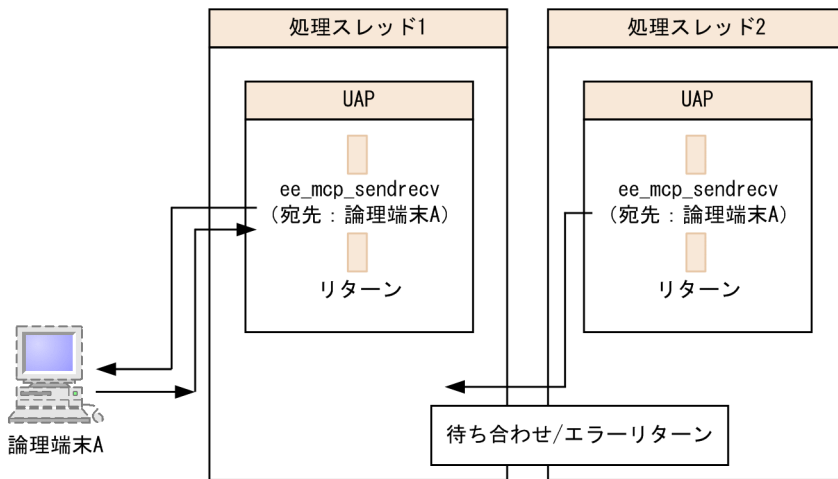 処理スレッド1
処理スレッド2
UAP
UAP
ee_mcp_sendrecv
(宛先：論理端末A)
リターン
ee_mcp_sendrecv
(宛先：論理端末A)
リターン
論理端末A
待ち合わせ/エラーリターン